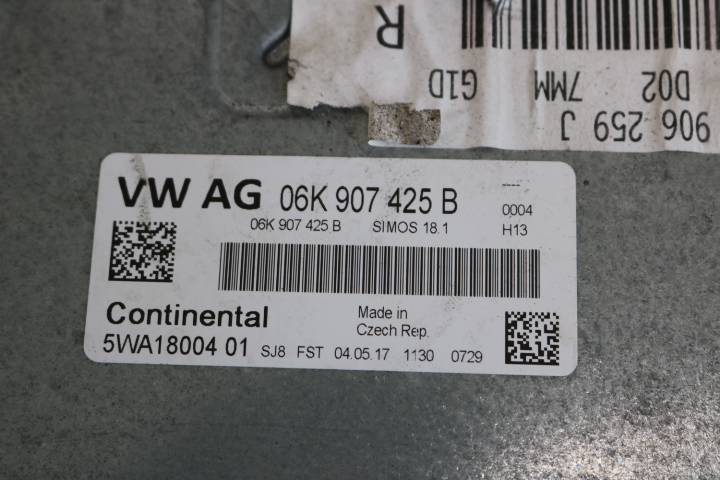 R
G1D 7MM D02
906 259 J
VW AG 06K 907 425 B
----
0004
06K 907 425 B SIMOS 18.1 H13
Continental
Made in
Czech Rep.
5WA18004 01 SJ8 FST 04.05.17 1130 0729